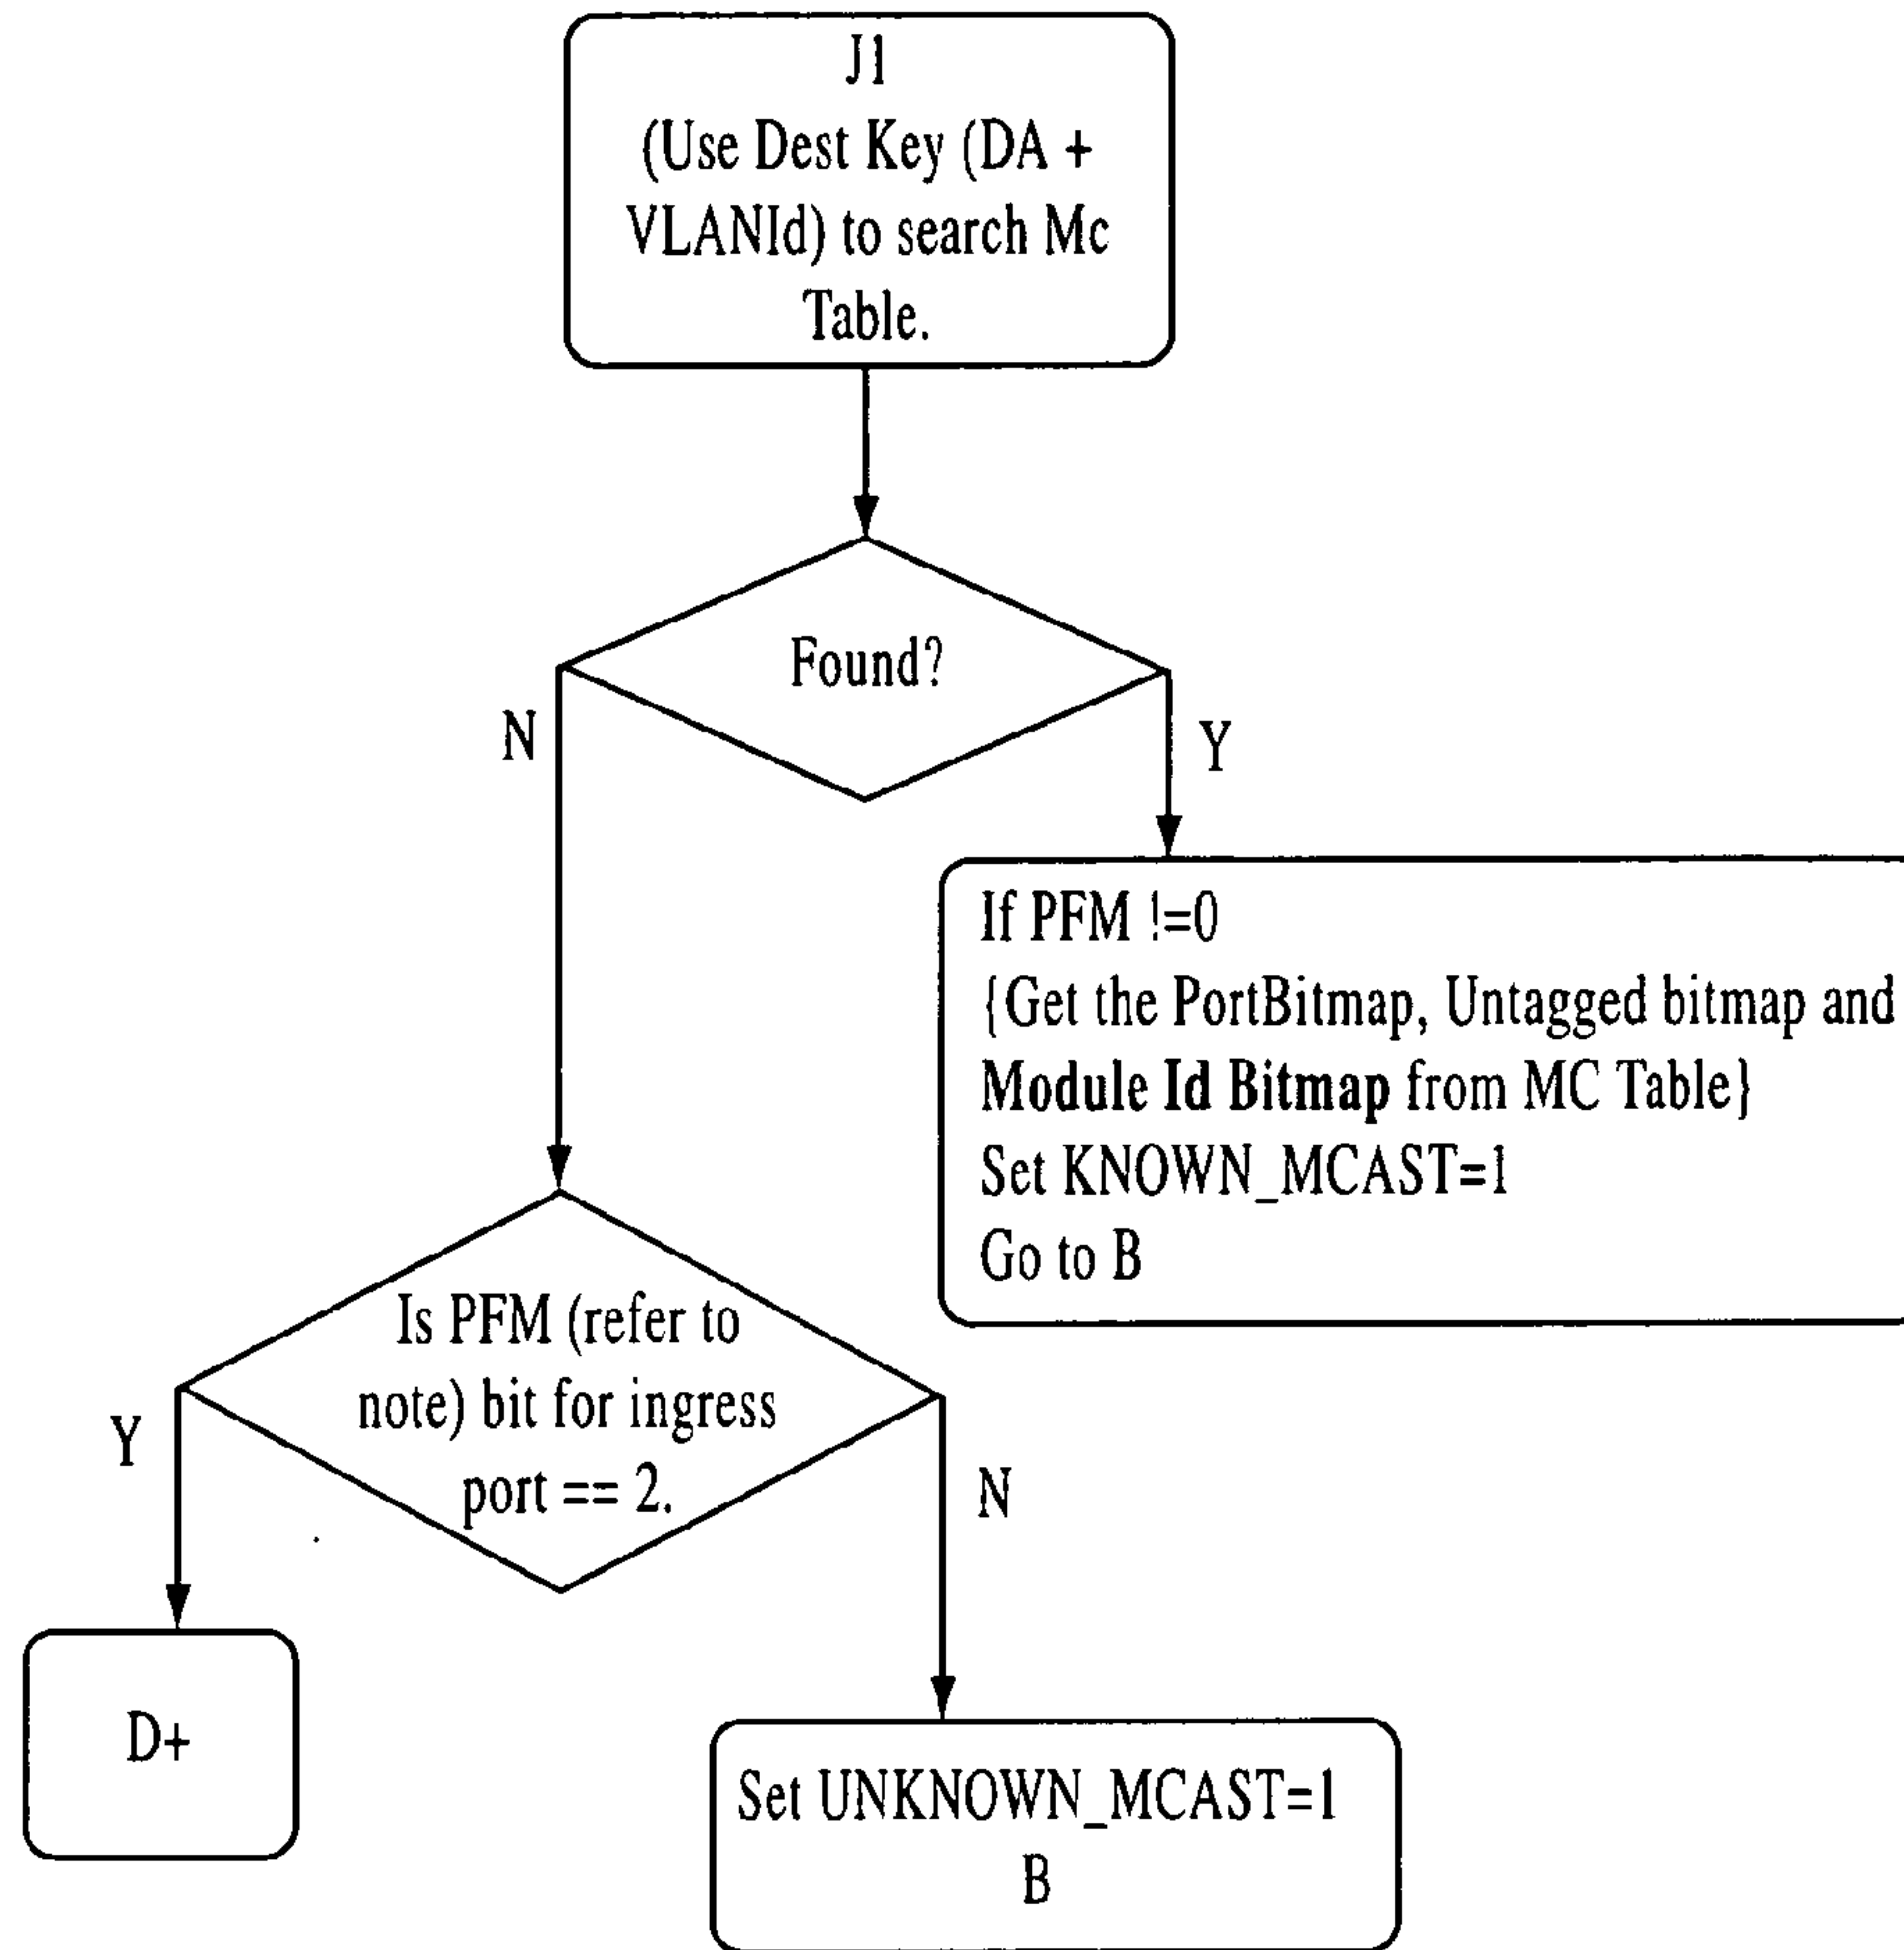 J1
(Use Dest Key (DA +
VLANId) to search Mc
Table.
Found?
N
Y
If PFM !=0
{Get the PortBitmap, Untagged bitmap and
Module Id Bitmap from MC Table}
Set KNOWN_MCAST=1
Go to B
Is PFM (refer to
note) bit for ingress
port == 2.
Y
N
D+
Set UNKNOWN_MCAST=1
B